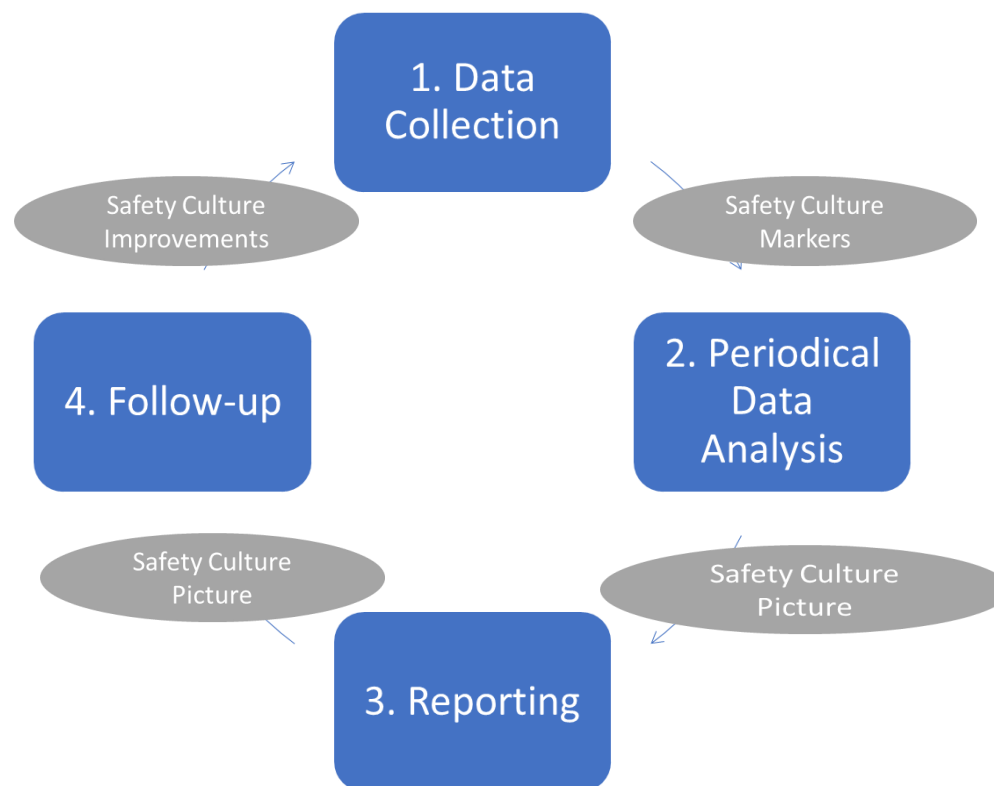 1. Data
Collection
Safety Culture
Improvements
Safety Culture
Markers
4. Follow-up
2. Periodical
Data
Analysis
Safety Culture
Picture
Safety Culture
Picture
3. Reporting